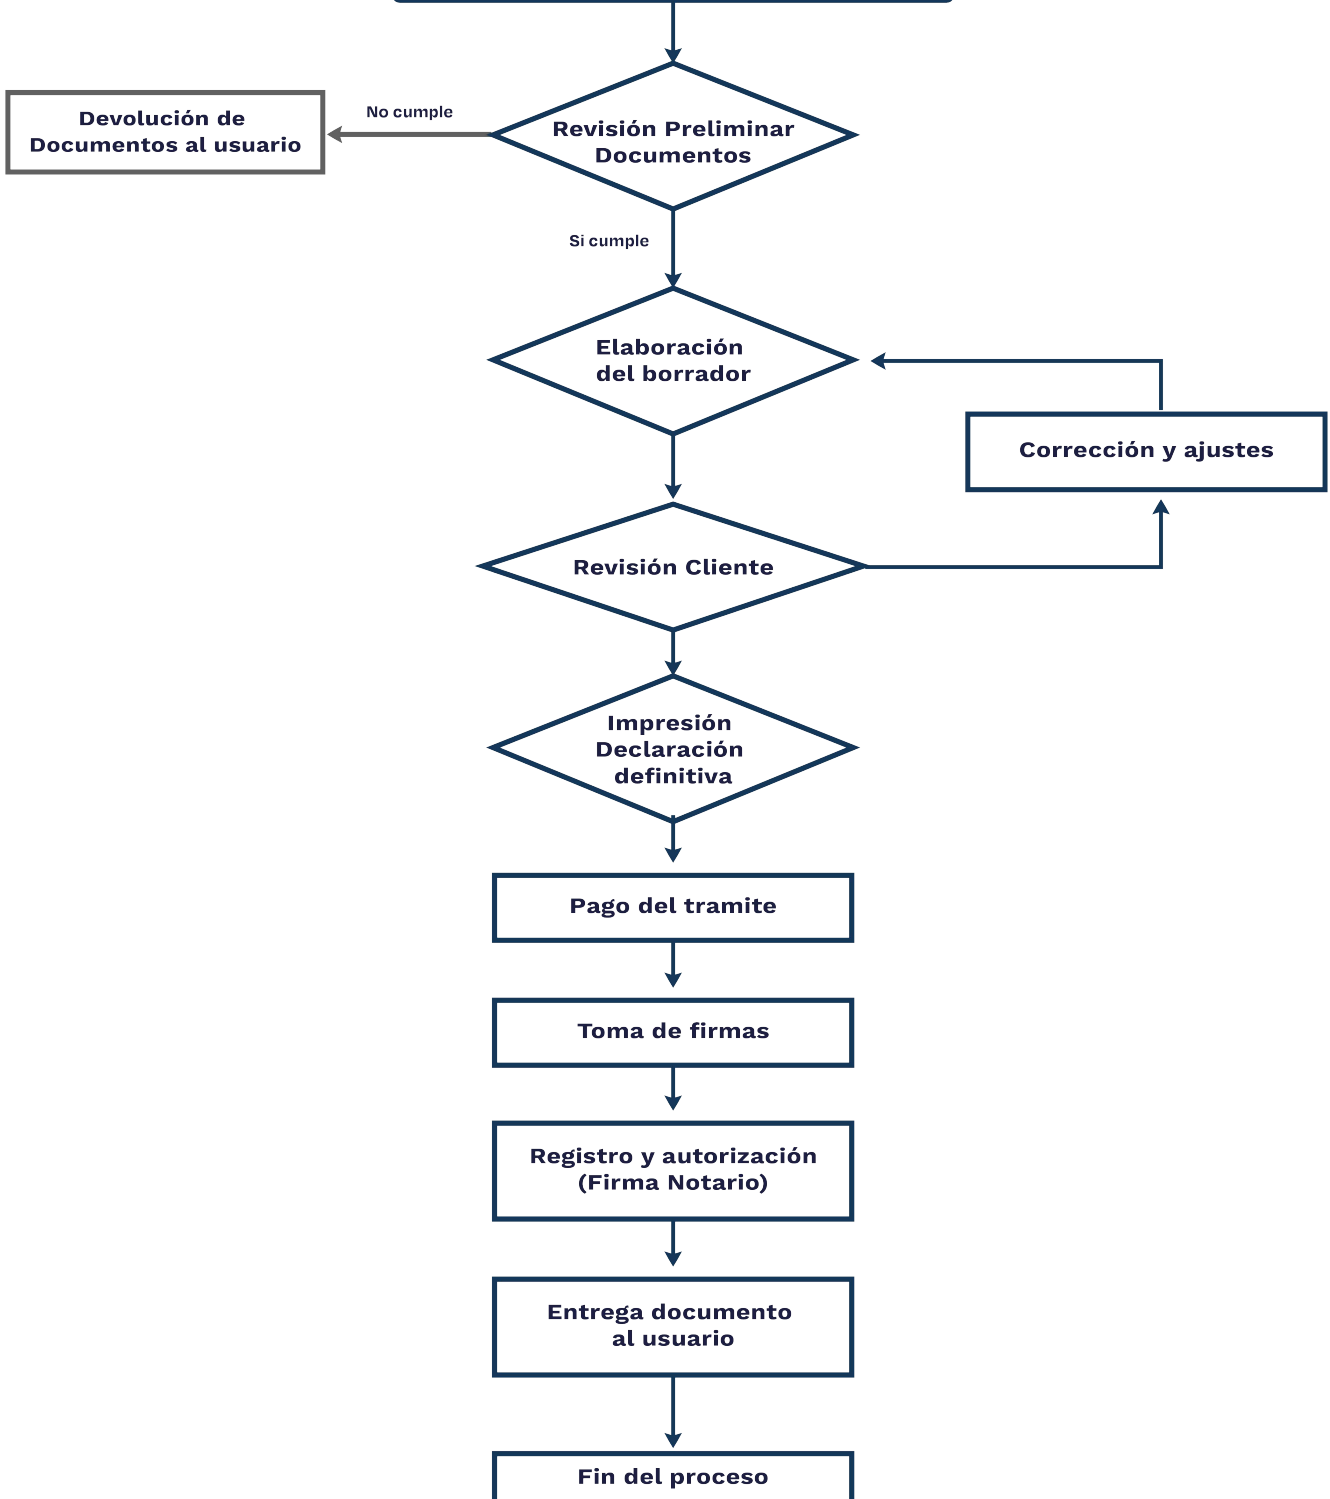 Revisión Preliminar
Documentos
No cumple
Devolución de
Documentos al usuario
Si cumple
Elaboración
del borrador
Corrección y ajustes
Revisión Cliente
Impresión
Declaración
definitiva
Pago del tramite
Toma de firmas
Registro y autorización
(Firma Notario)
Entrega documento
al usuario
Fin del proceso